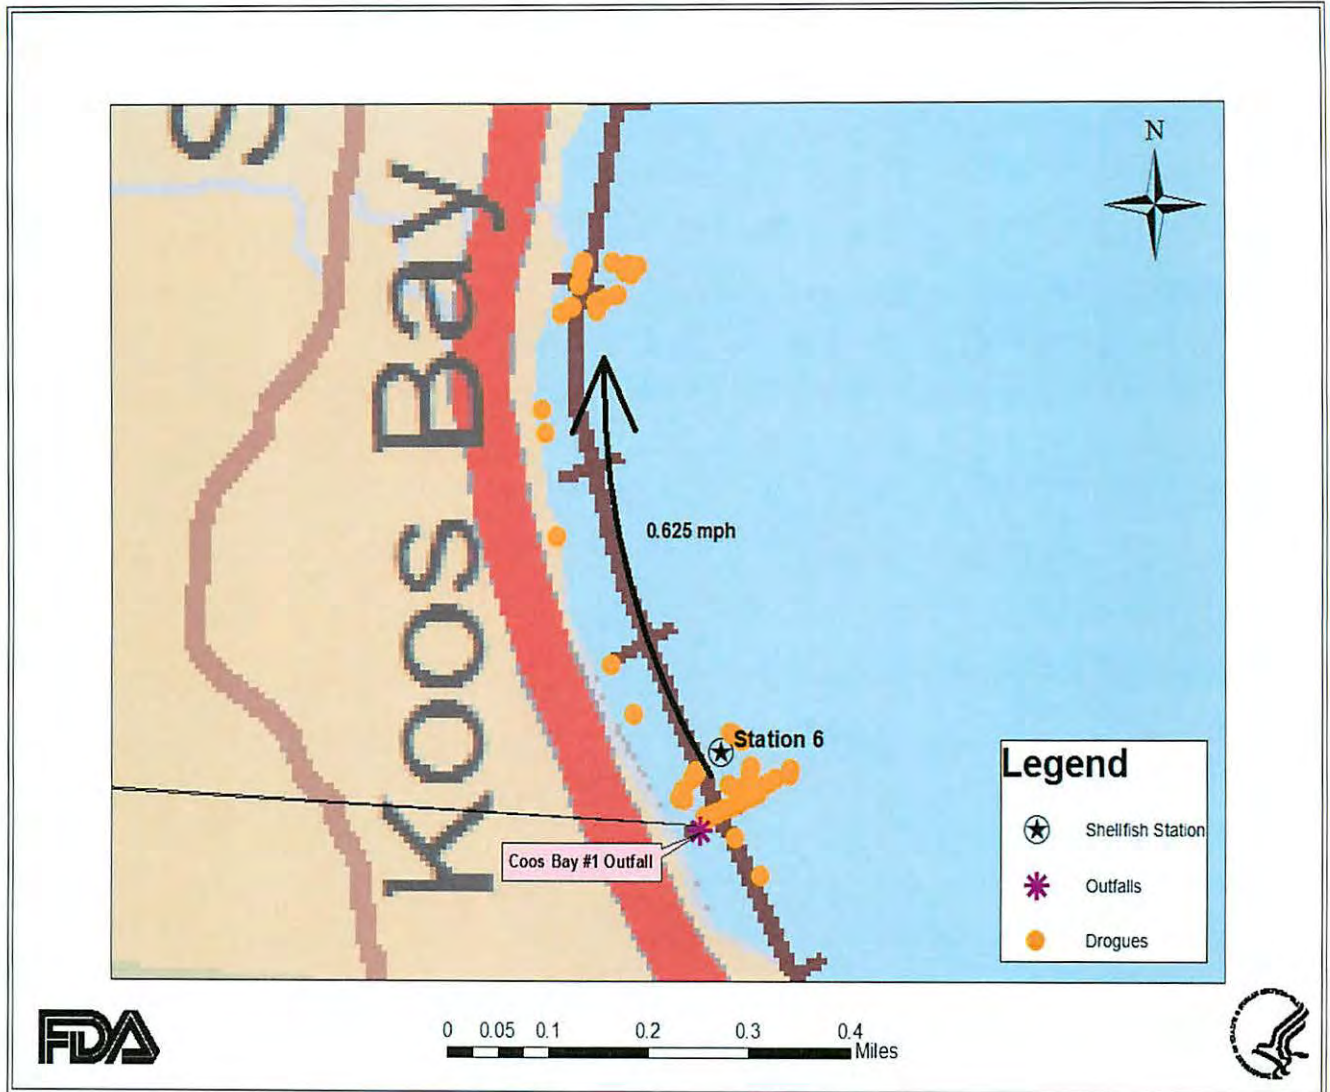 S
N
Koos Bay
0.625 mph
Station 6
Coos Bay #1 Outfall
Legend
Shellfish Station
Outfalls
Drogues
FDA
0 0.05 0.1 0.2 0.3 0.4
Miles